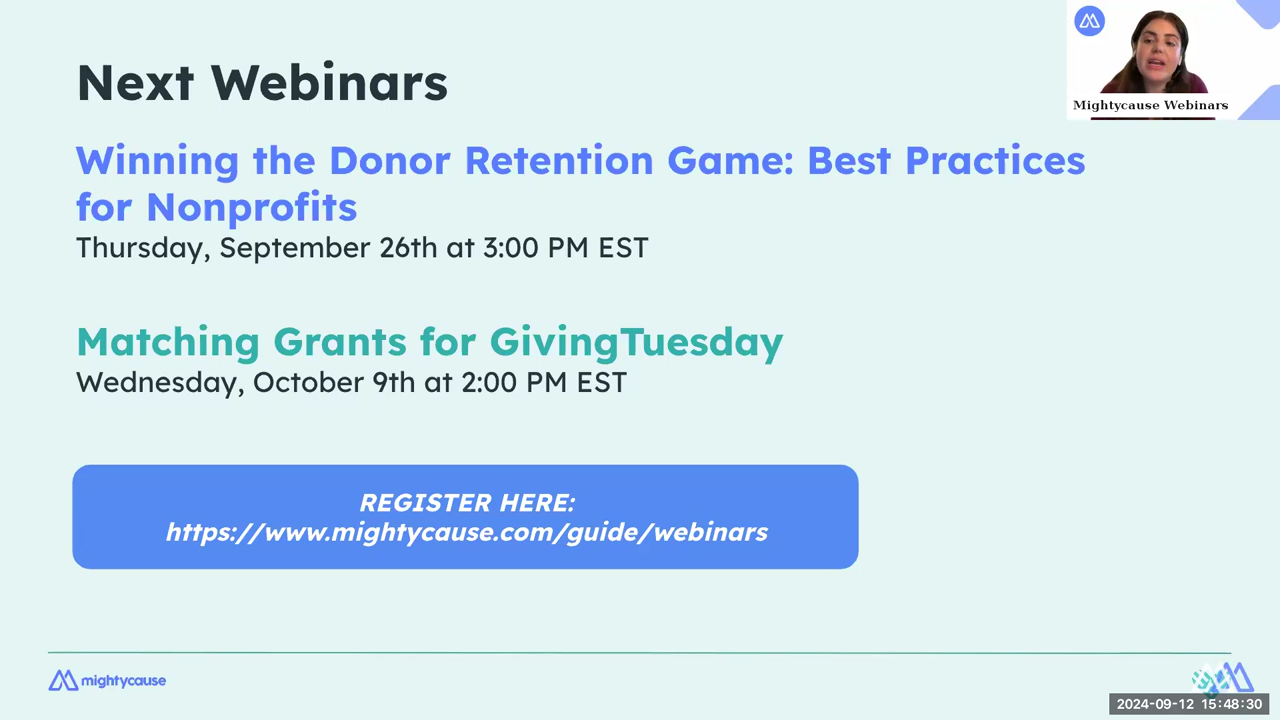 Next Webinars
Mightycause Webinars
Winning the Donor Retention Game: Best Practices
for Nonprofits
Thursday, September 26th at 3:00 PM EST
Matching Grants for GivingTuesday
Wednesday, October 9th at 2:00 PM EST
REGISTER HERE:
https://www.mightycause.com/guide/webinars
mightycause
2024-09-12 15:48:30